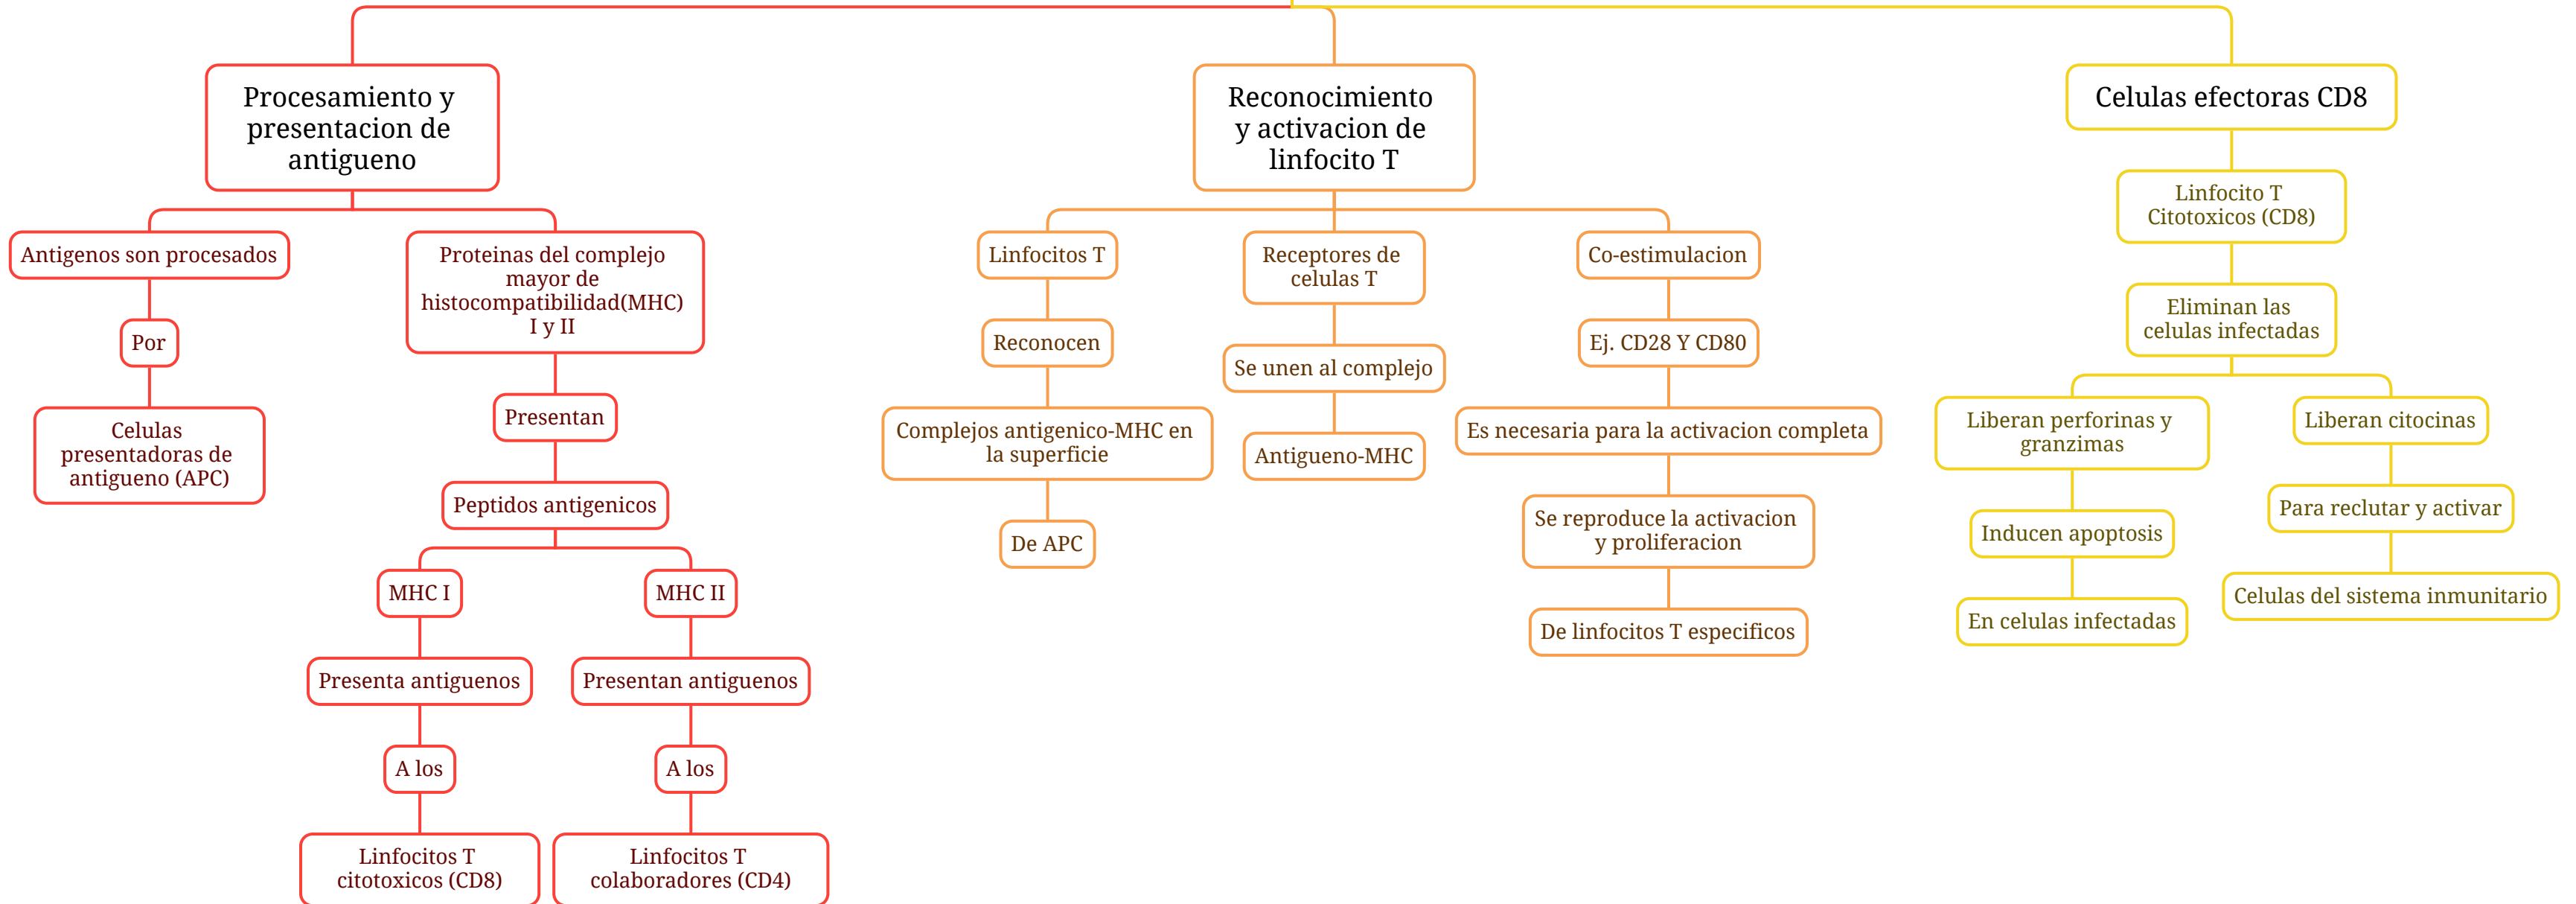 Procesamiento y
presentacion de
antigueno
Antigenos son procesados
Por
Celulas
presentadoras de
antigueno (APC)
Proteinas del complejo
mayor de
histocompatibilidad(MHC)
I y II
Presentan
Peptidos antigenicos
MHC I
Presenta antiguenos
A los
Linfocitos T
citotoxicos (CD8)
MHC II
Presentan antiguenos
A los
Linfocitos T
colaboradores (CD4)
Reconocimiento
y activacion de
linfocito T
Linfocitos T
Reconocen
Complejos antigenico-MHC en
la superficie
De APC
Receptores de
celulas T
Se unen al complejo
Antigueno-MHC
Co-estimulacion
Ej. CD28 Y CD80
Es necesaria para la activacion completa
Se reproduce la activacion
y proliferacion
De linfocitos T especificos
Celulas efectoras CD8
Linfocito T
Citotoxicos (CD8)
Eliminan las
celulas infectadas
Liberan perforinas y
granzimas
Inducen apoptosis
En celulas infectadas
Liberan citocinas
Para reclutar y activar
Celulas del sistema inmunitario